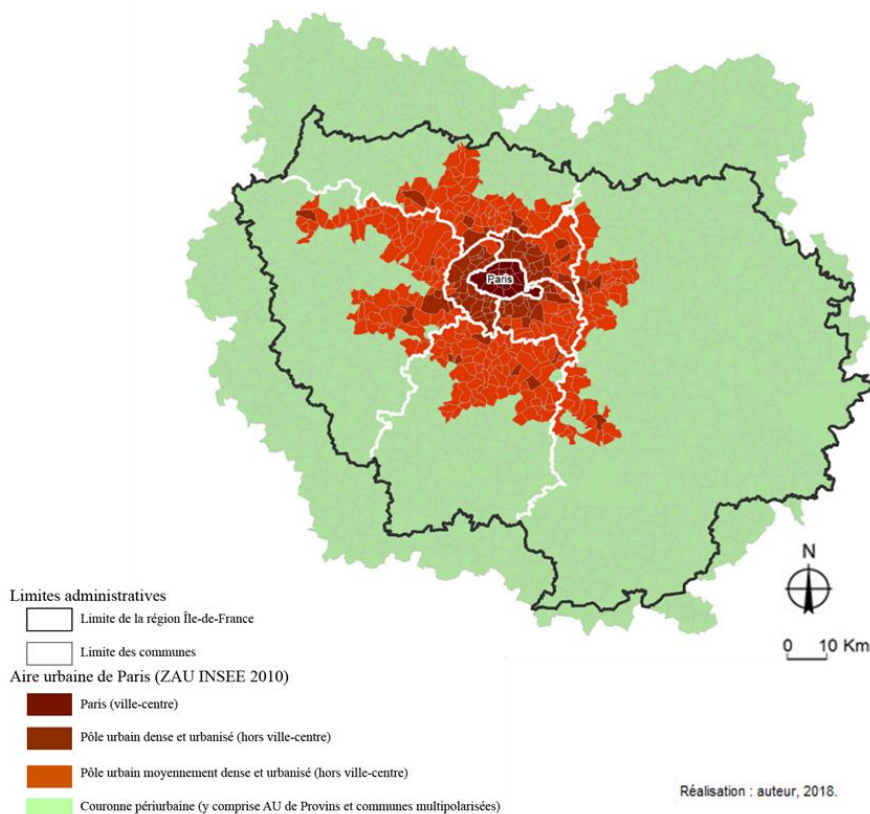 Paris
N
0 10 Km
Limites administratives
Limite de la région Île-de-France
Limite des communes
Aire urbaine de Paris (ZAU INSEE 2010)
Paris (ville-centre)
Pôle urbain dense et urbanisé (hors ville-centre)
Pôle urbain moyennement dense et urbanisé (hors ville-centre)
Couronne périurbaine (y comprise AU de Provins et communes multipolarisées)
Réalisation : auteur, 2018.